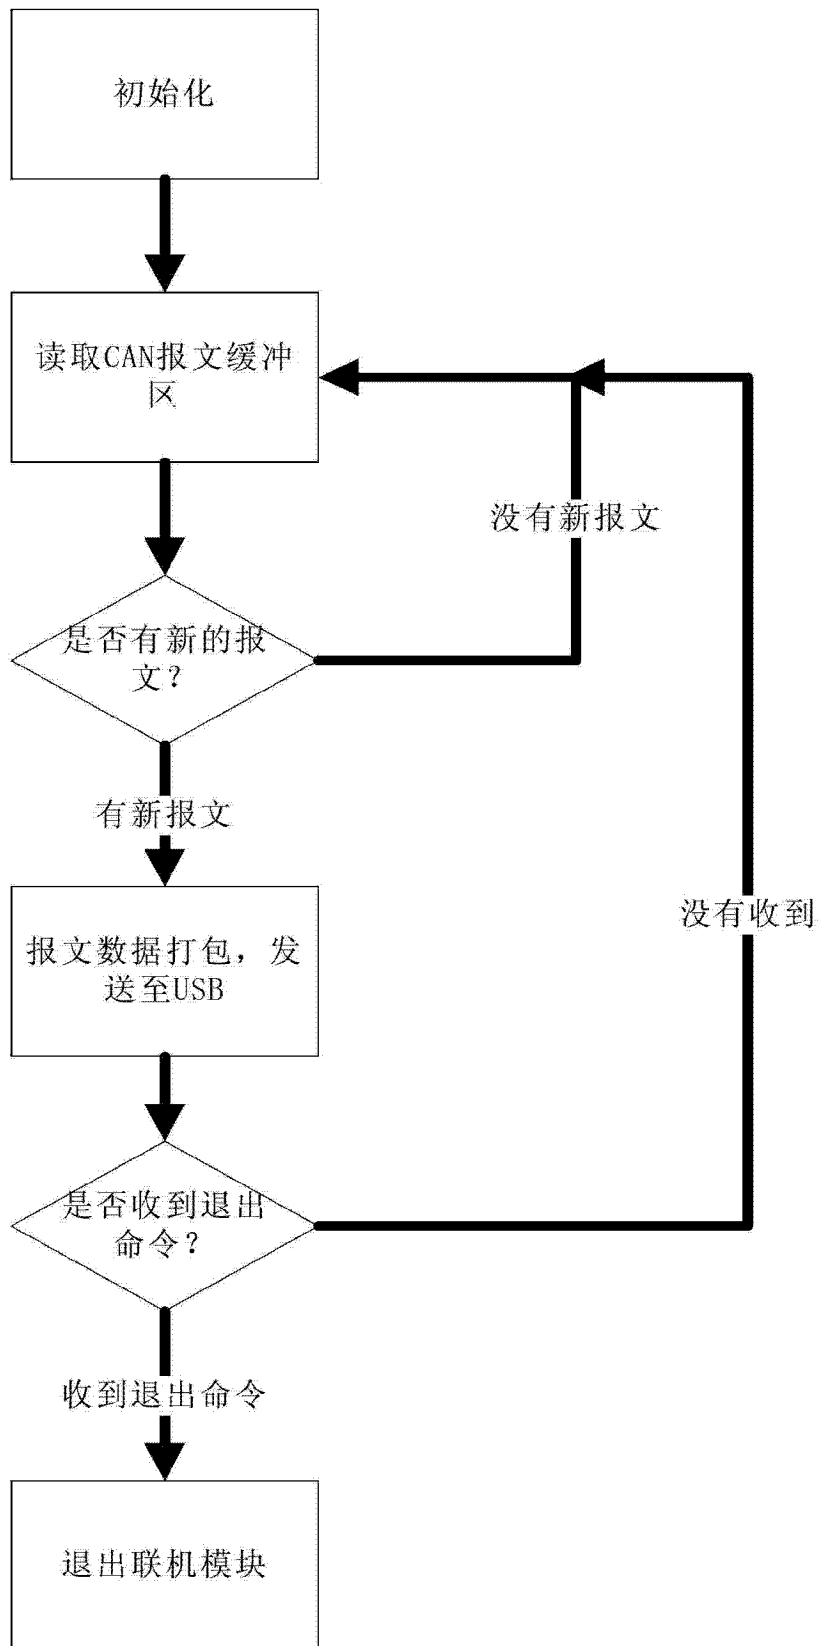 初始化
读取CAN报文缓冲
区
没有新报文
是否有新的报
文?
有新报文
没有收到
报文数据打包,发
送至USB
是否收到退出
命令?
收到退出命令
退出联机模块